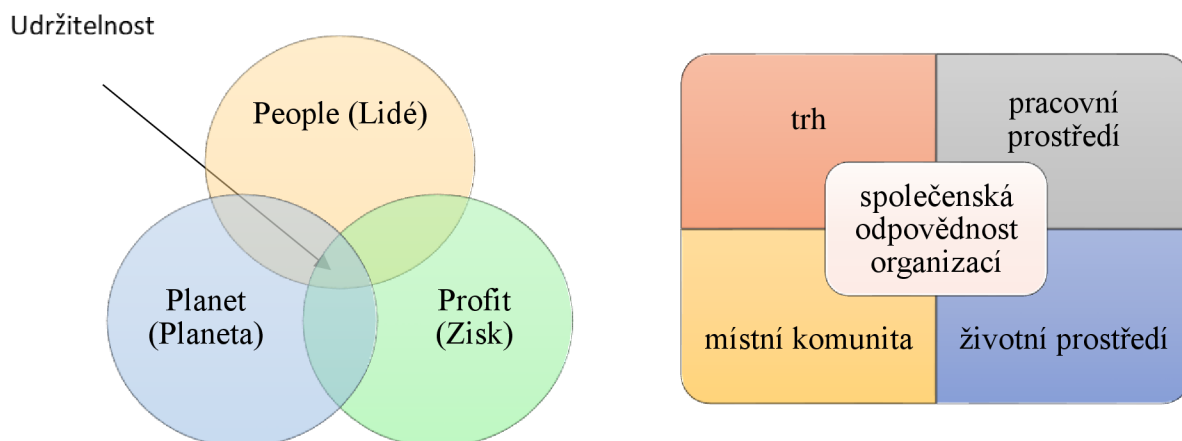 Udržitelnost
People (Lidé)
Planet
(Planeta)
Profit
(Zisk)
trh
pracovní
prostředí
společenská
odpovědnost
organizací
místní komunita
životní prostředí